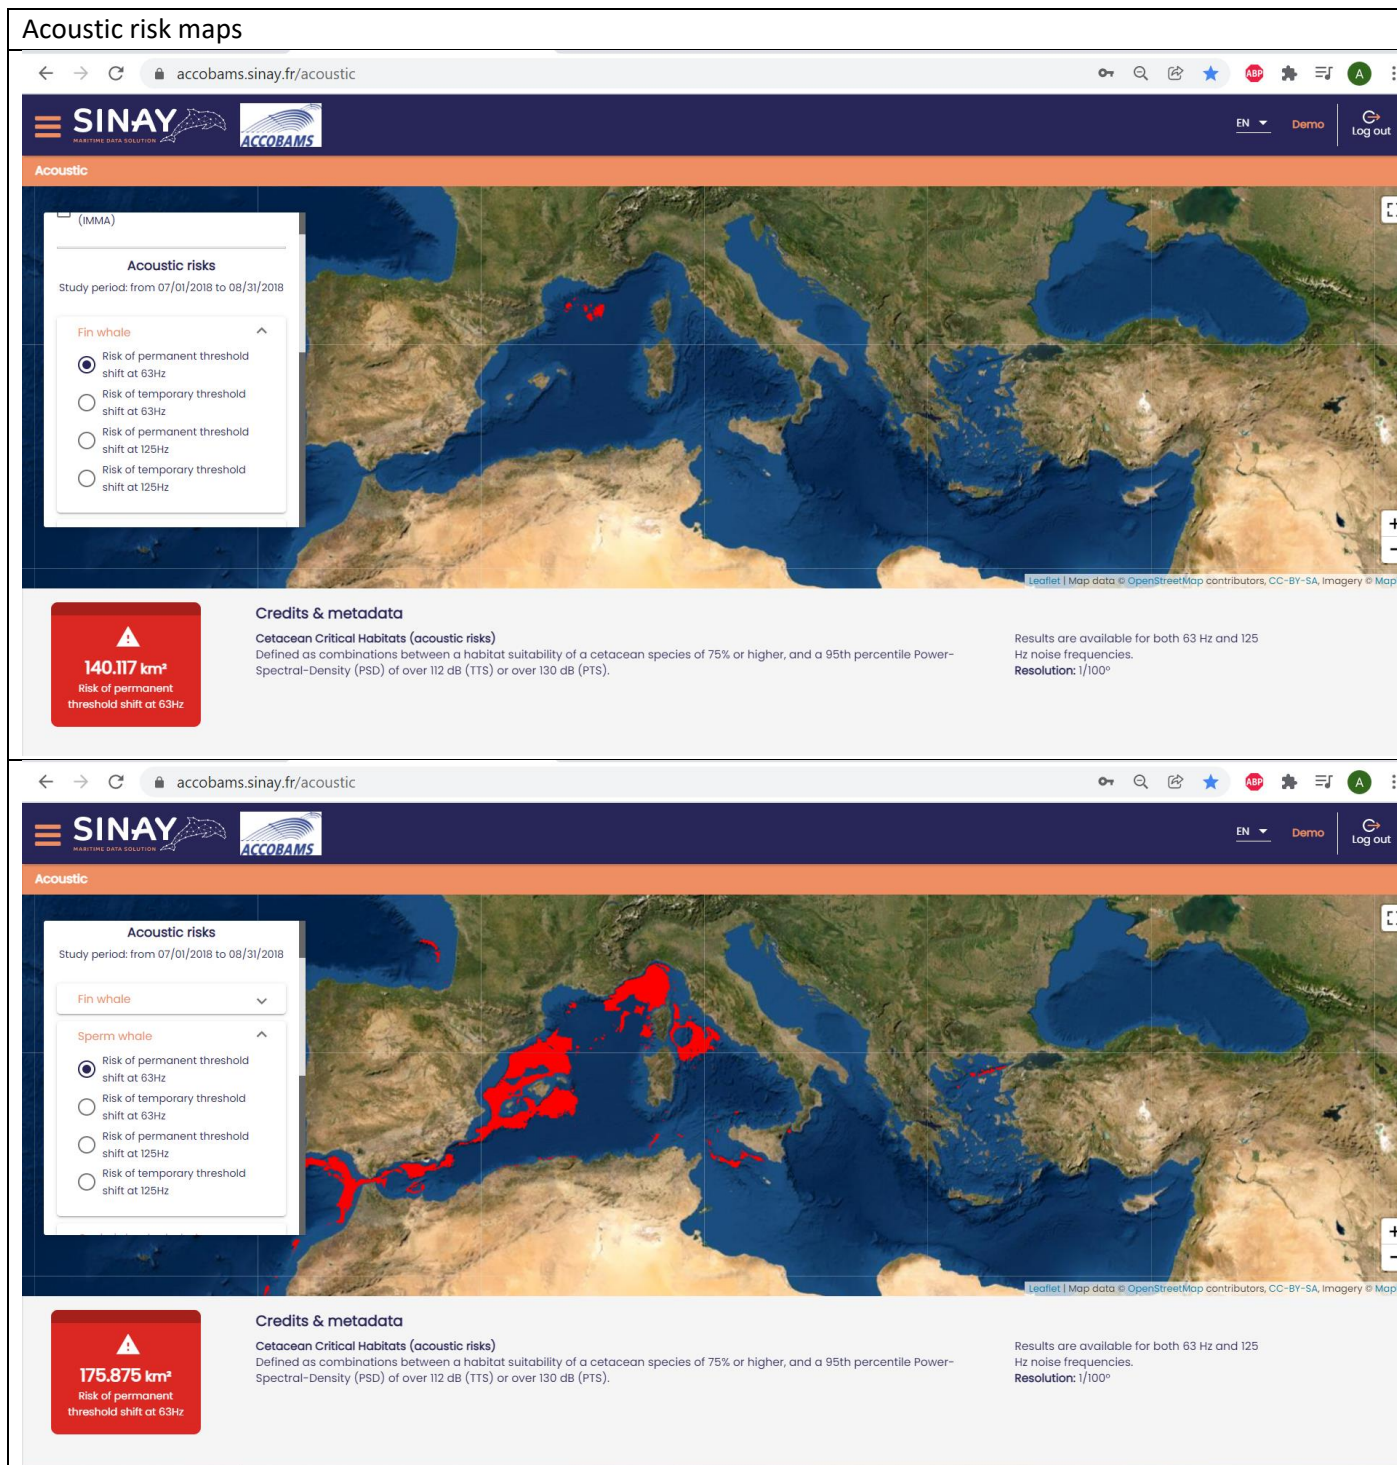 Acoustic risk maps
accobams.sinay.fr/acoustic
ABP
A
SINAY
MARITIME DATA SOLUTION
ACCOBAMS
EN
Demo
Log out
Acoustic
(IMMA)
Acoustic risks
Study period: from 07/01/2018 to 08/31/2018
Fin whale
Risk of permanent threshold
shift at 63Hz
Risk of temporary threshold
shift at 63Hz
Risk of permanent threshold
shift at 125Hz
Risk of temporary threshold
shift at 125Hz
+
-
Leaflet | Map data © OpenStreetMap contributors, CC-BY-SA, Imagery © Map
140.117 km²
Risk of permanent
threshold shift at 63Hz
Credits & metadata
Cetacean Critical Habitats (acoustic risks)
Defined as combinations between a habitat suitability of a cetacean species of 75% or higher, and a 95th percentile Power-
Spectral-Density (PSD) of over 112 dB (TTS) or over 130 dB (PTS).
Results are available for both 63 Hz and 125
Hz noise frequencies.
Resolution: 1/100°
accobams.sinay.fr/acoustic
ABP
A
SINAY
MARITIME DATA SOLUTION
ACCOBAMS
EN
Demo
Log out
Acoustic
Acoustic risks
Study period: from 07/01/2018 to 08/31/2018
Fin whale
Sperm whale
Risk of permanent threshold
shift at 63Hz
Risk of temporary threshold
shift at 63Hz
Risk of permanent threshold
shift at 125Hz
Risk of temporary threshold
shift at 125Hz
+
-
Leaflet | Map data © OpenStreetMap contributors, CC-BY-SA, Imagery © Map
175.875 km²
Risk of permanent
threshold shift at 63Hz
Credits & metadata
Cetacean Critical Habitats (acoustic risks)
Defined as combinations between a habitat suitability of a cetacean species of 75% or higher, and a 95th percentile Power-
Spectral-Density (PSD) of over 112 dB (TTS) or over 130 dB (PTS).
Results are available for both 63 Hz and 125
Hz noise frequencies.
Resolution: 1/100°